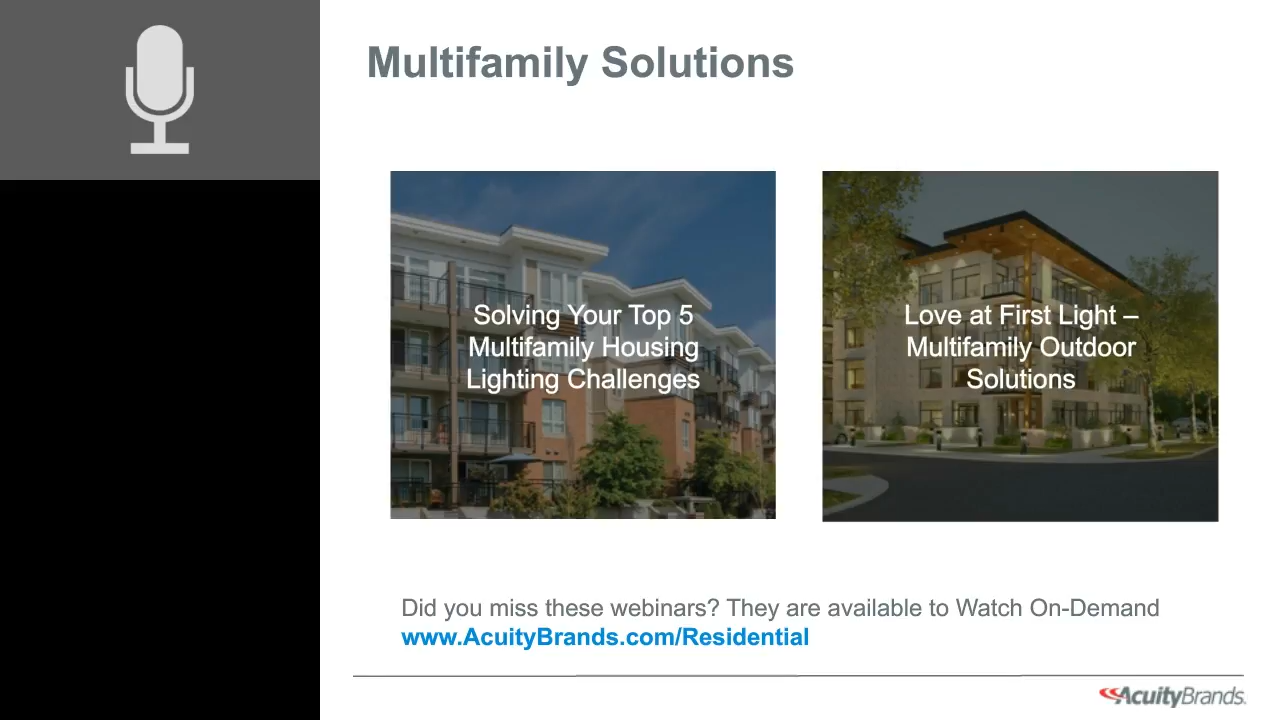 Multifamily Solutions
Solving Your Top 5
Multifamily Housing
Lighting Challenges
Love at First Light –
Multifamily Outdoor
Solutions
Did you miss these webinars? They are available to Watch On-Demand
www.AcuityBrands.com/Residential
AcuityBrands.